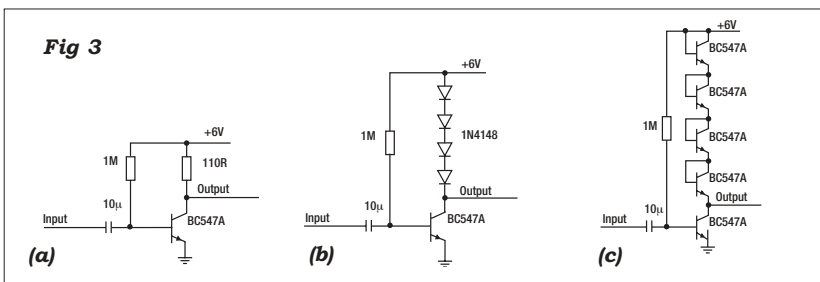 Fig 3
+6V
1M
110R
Output
10µ
Input
BC547A
(a)
+6V
1M
1N4148
Output
10µ
Input
BC547A
(b)
+6V
BC547A
BC547A
1M
BC547A
BC547A
Output
10µ
Input
BC547A
(c)